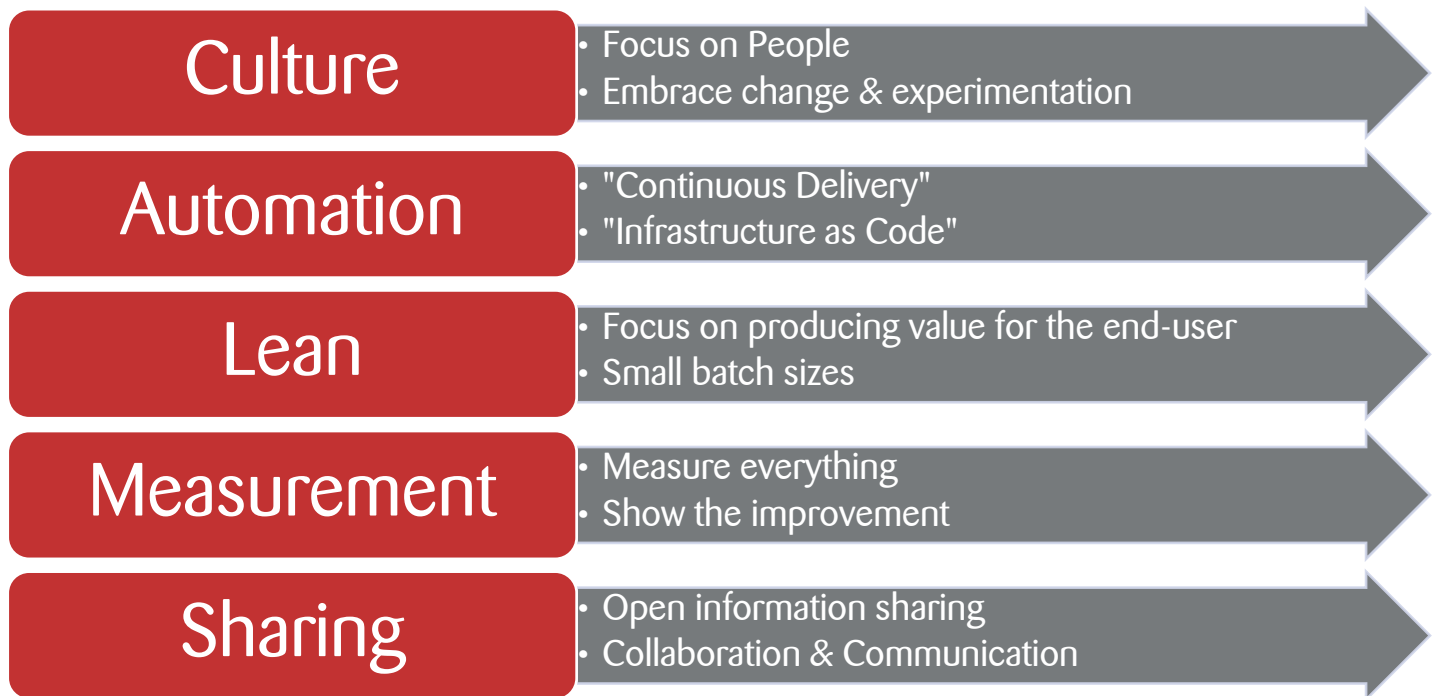 Culture
• Focus on People
• Embrace change & experimentation
Automation
• "Continuous Delivery"
• "Infrastructure as Code"
Lean
• Focus on producing value for the end-user
• Small batch sizes
Measurement
• Measure everything
• Show the improvement
Sharing
• Open information sharing
• Collaboration & Communication